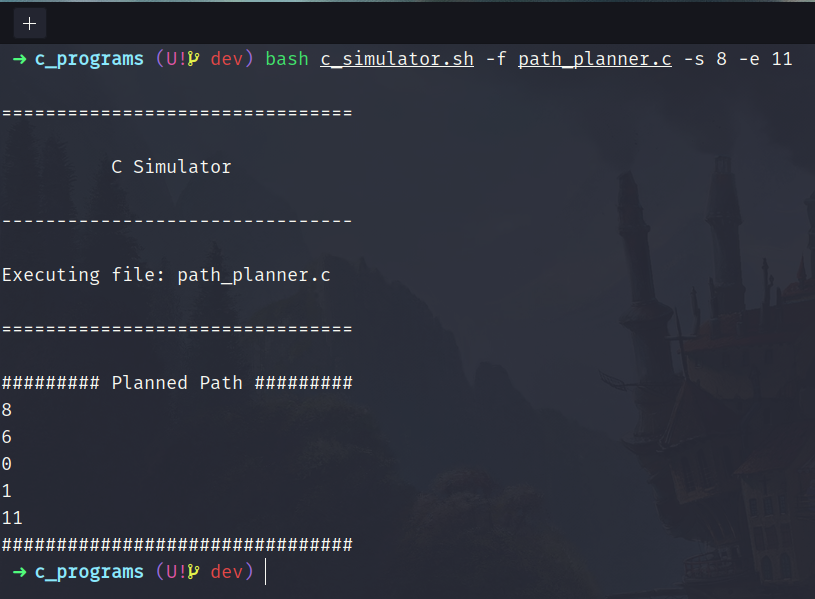 +
➜ c_programs (U! dev) bash c_simulator.sh -f path_planner.c -s 8 -e 11
================================
C Simulator
--------------------------------
Executing file: path_planner.c
================================
######### Planned Path #########
8
6
0
1
11
################################
➜ c_programs (U! dev)